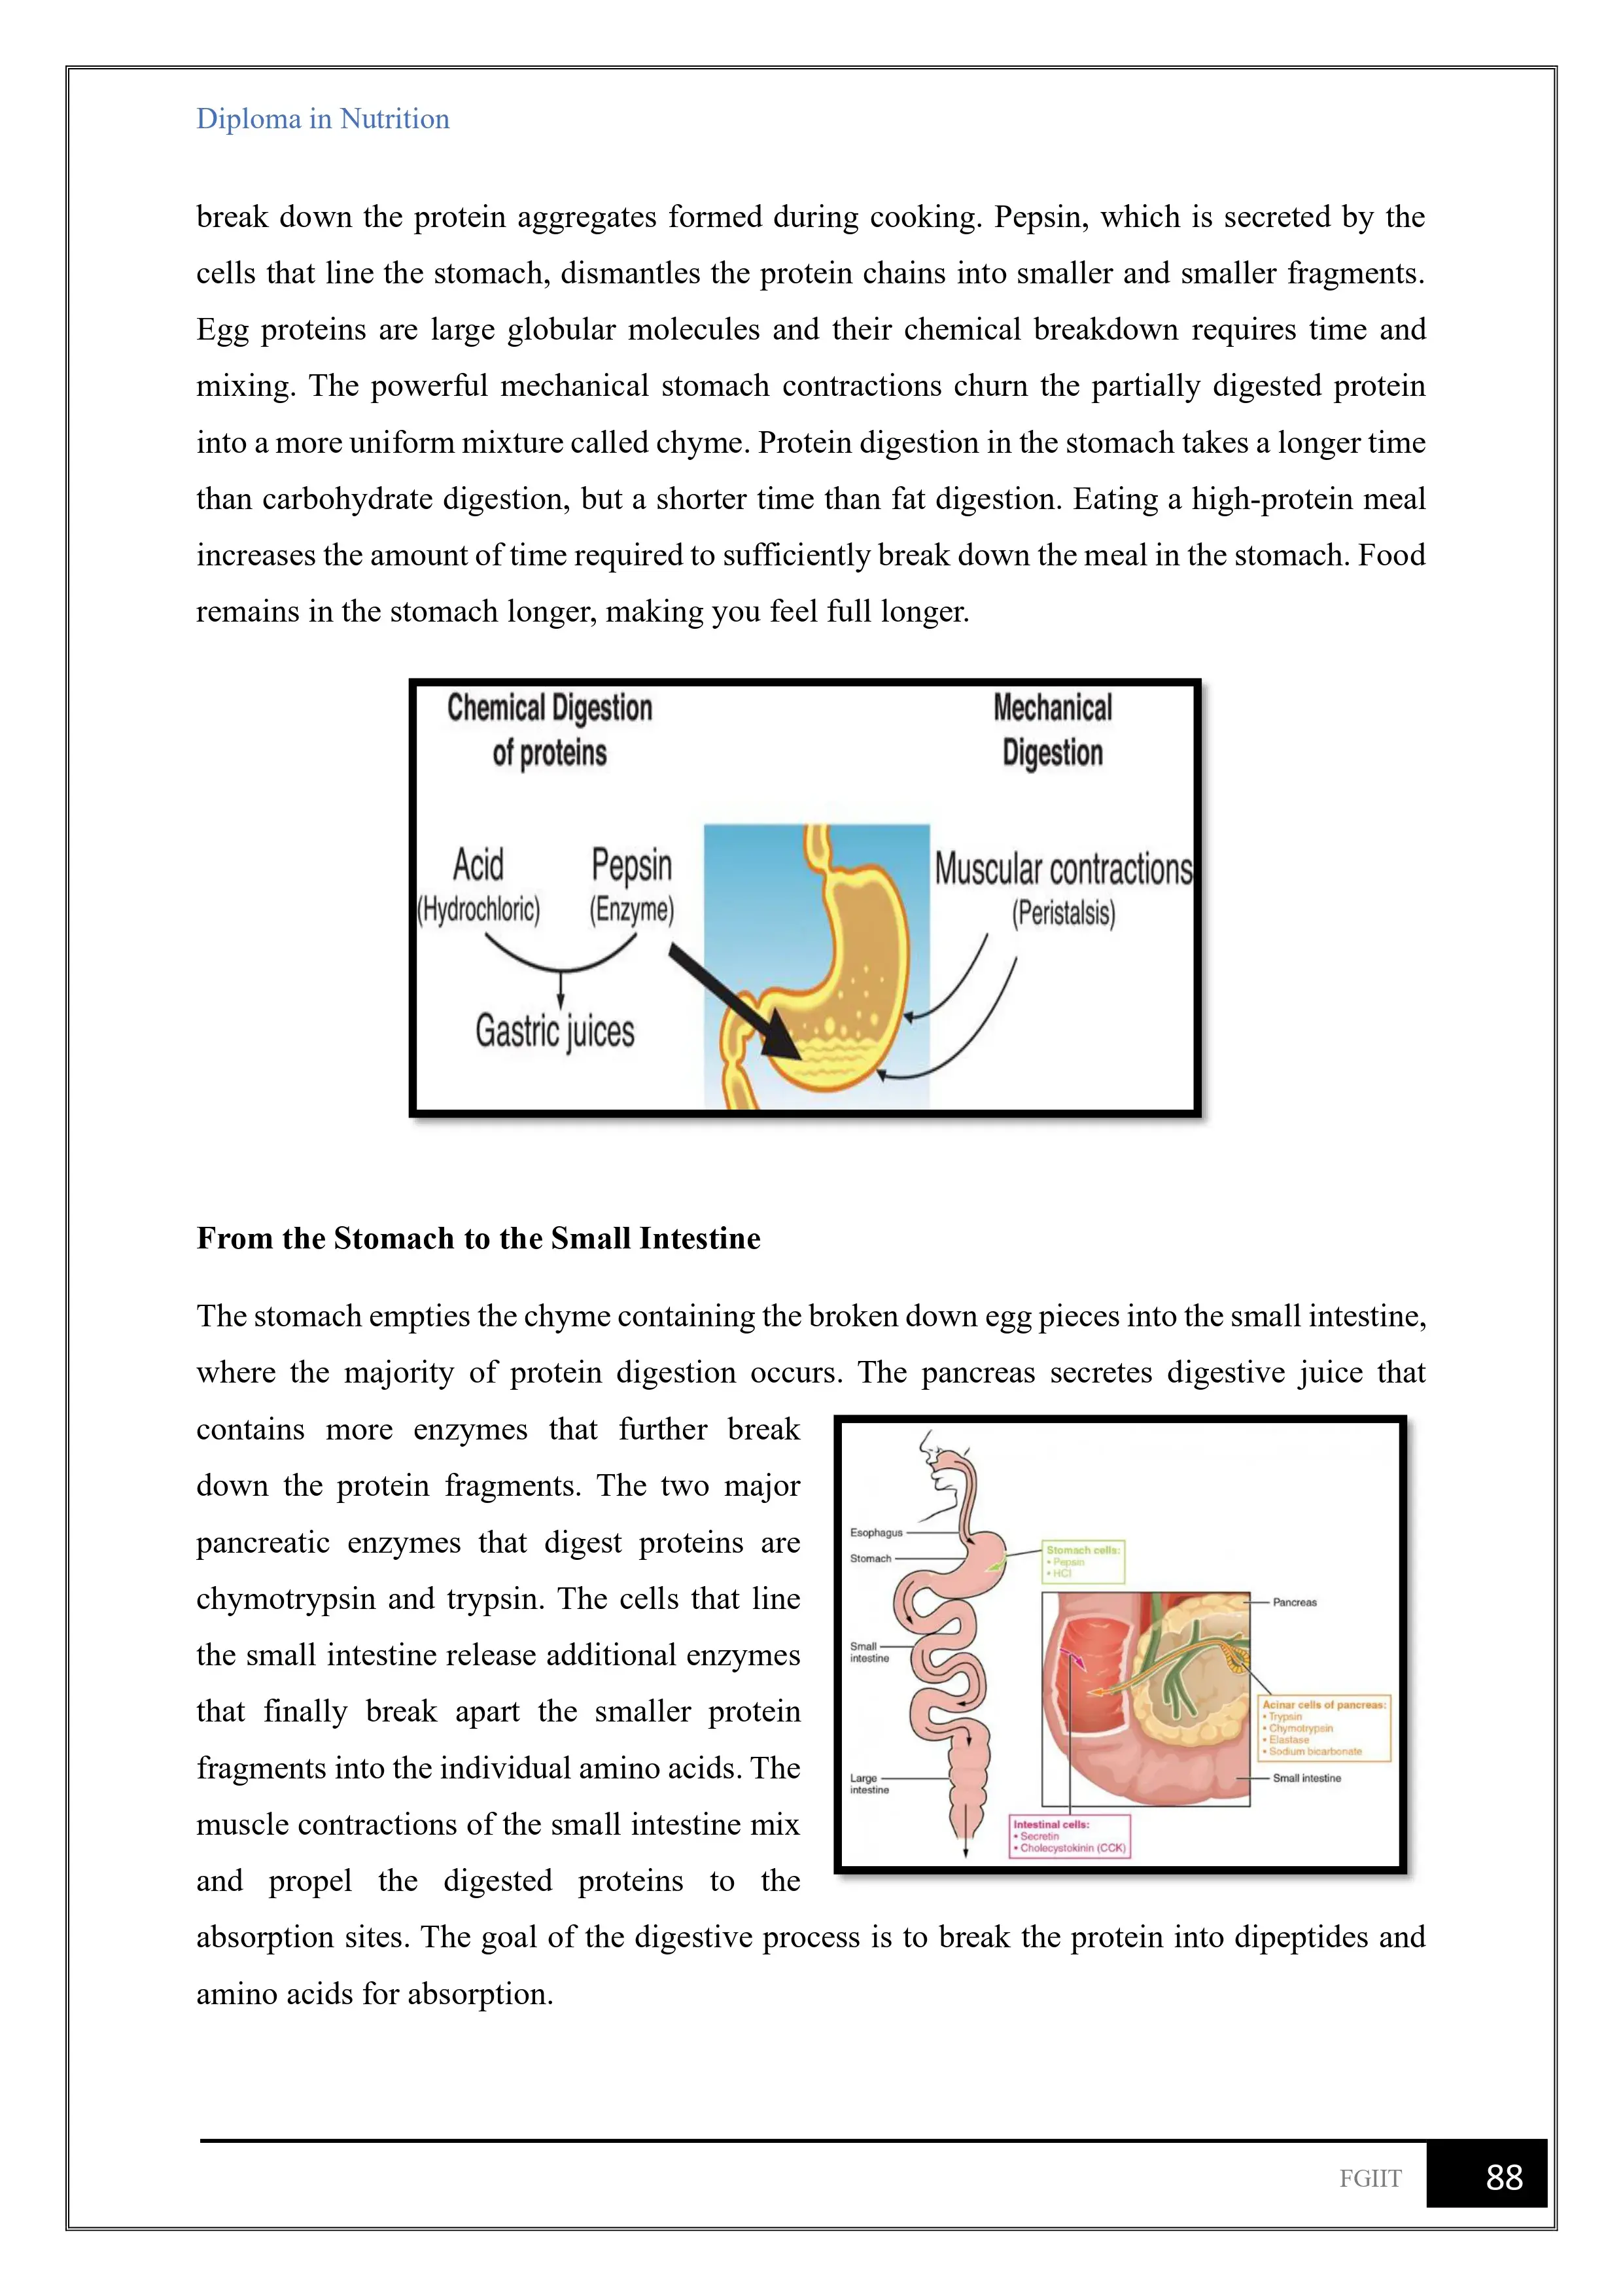 Diploma in Nutrition
break down the protein aggregates formed during cooking. Pepsin, which is secreted by the
cells that line the stomach, dismantles the protein chains into smaller and smaller fragments.
Egg proteins are large globular molecules and their chemical breakdown requires time and
mixing. The powerful mechanical stomach contractions churn the partially digested protein
into a more uniform mixture called chyme. Protein digestion in the stomach takes a longer time
than carbohydrate digestion, but a shorter time than fat digestion. Eating a high-protein meal
increases the amount of time required to sufficiently break down the meal in the stomach. Food
remains in the stomach longer, making you feel full longer.
Chemical Digestion
of proteins
Mechanical
Digestion
Acid
(Hydrochloric)
Pepsin
(Enzyme)
Gastric juices
Muscular contractions
(Peristalsis)
From the Stomach to the Small Intestine
The stomach empties the chyme containing the broken down egg pieces into the small intestine,
where the majority of protein digestion occurs. The pancreas secretes digestive juice that
contains more enzymes that further break
down the protein fragments. The two major
pancreatic enzymes that digest proteins are
chymotrypsin and trypsin. The cells that line
the small intestine release additional enzymes
that finally break apart the smaller protein
fragments into the individual amino acids. The
muscle contractions of the small intestine mix
and propel the digested proteins to the
absorption sites. The goal of the digestive process is to break the protein into dipeptides and
amino acids for absorption.
Esophagus
Stomach
Small
intestine
Large
intestine
Stomach cells:
• Pepsin
• HCl
Pancreas
Acinar cells of pancreas:
• Trypsin
• Chymotrypsin
• Elastase
• Sodium bicarbonate
Small intestine
Intestinal cells:
• Secretin
• Cholecystokinin (CCK)
FGIIT
88